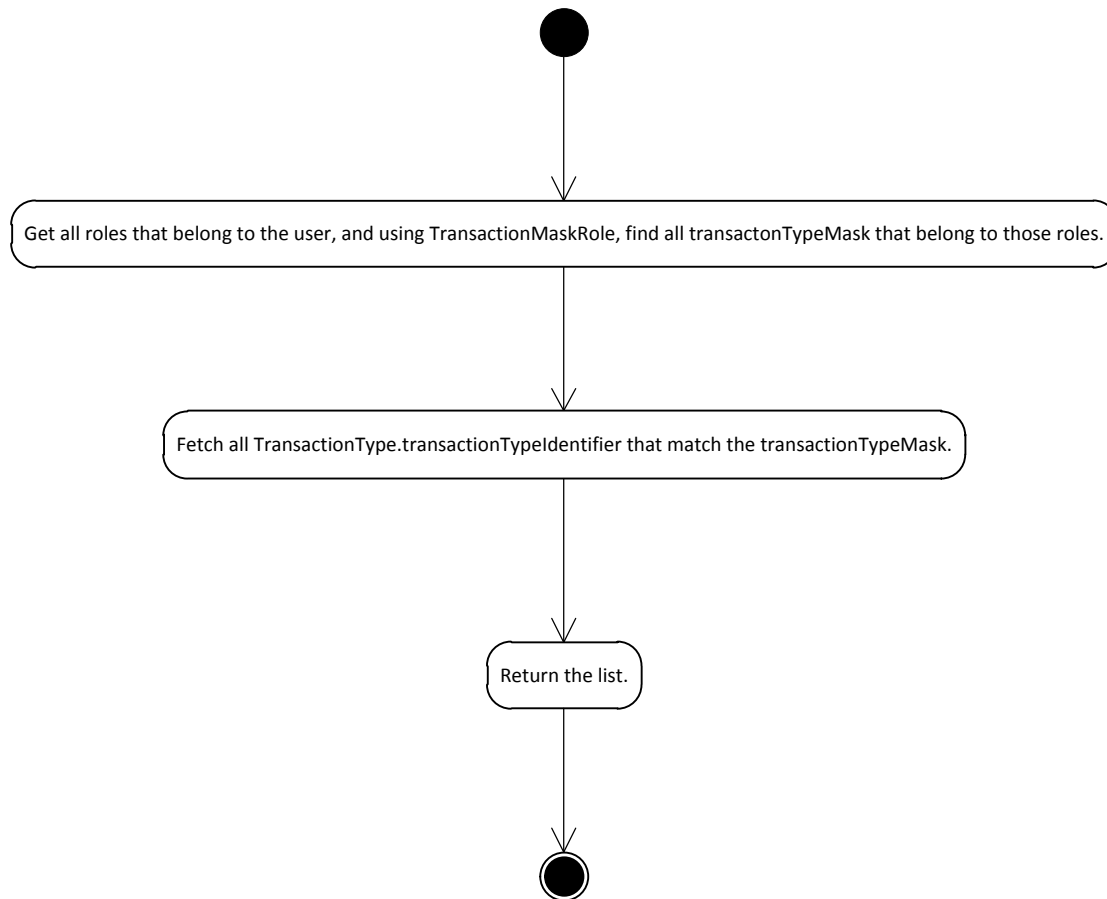 Get all roles that belong to the user, and using TransactionMaskRole, find all transactonTypeMask that belong to those roles.
Fetch all TransactionType.transactionTypeIdentifier that match the transactionTypeMask.
Return the list.